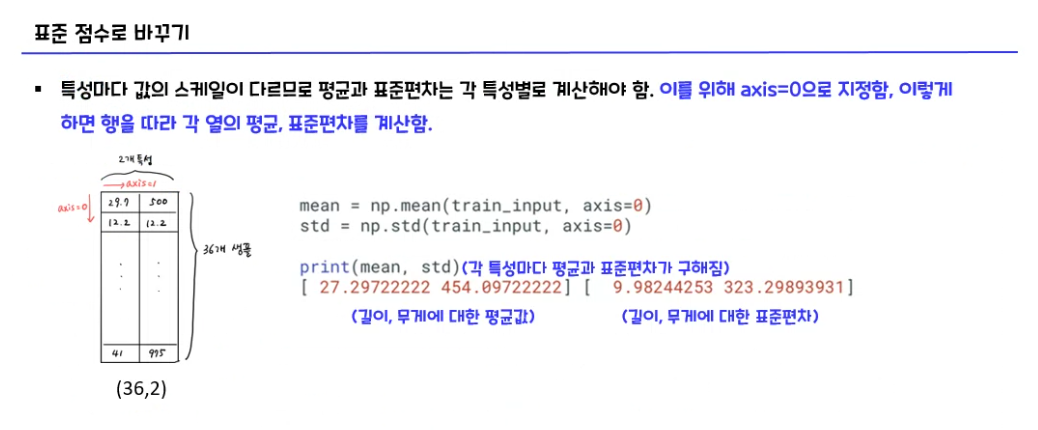 표준 점수로 바꾸기
▪ 특성마다 값의 스케일이 다르므로 평균과 표준편차는 각 특성별로 계산해야 함. 이를 위해 axis=0으로 지정함, 이렇게
하면 행을 따라 각 열의 평균, 표준편차를 계산함.
2개 특성
axis=1
axis=0
29.7 500
12.2 12.2
36개 샘플
41 975
(36,2)
mean = np.mean(train_input, axis=0)
std = np.std(train_input, axis=0)
print(mean, std)(각 특성마다 평균과 표준편차가 구해짐)
[ 27.29722222 454.09722222] [ 9.98244253 323.29893931]
(길이, 무게에 대한 평균값) (길이, 무게에 대한 표준편차)